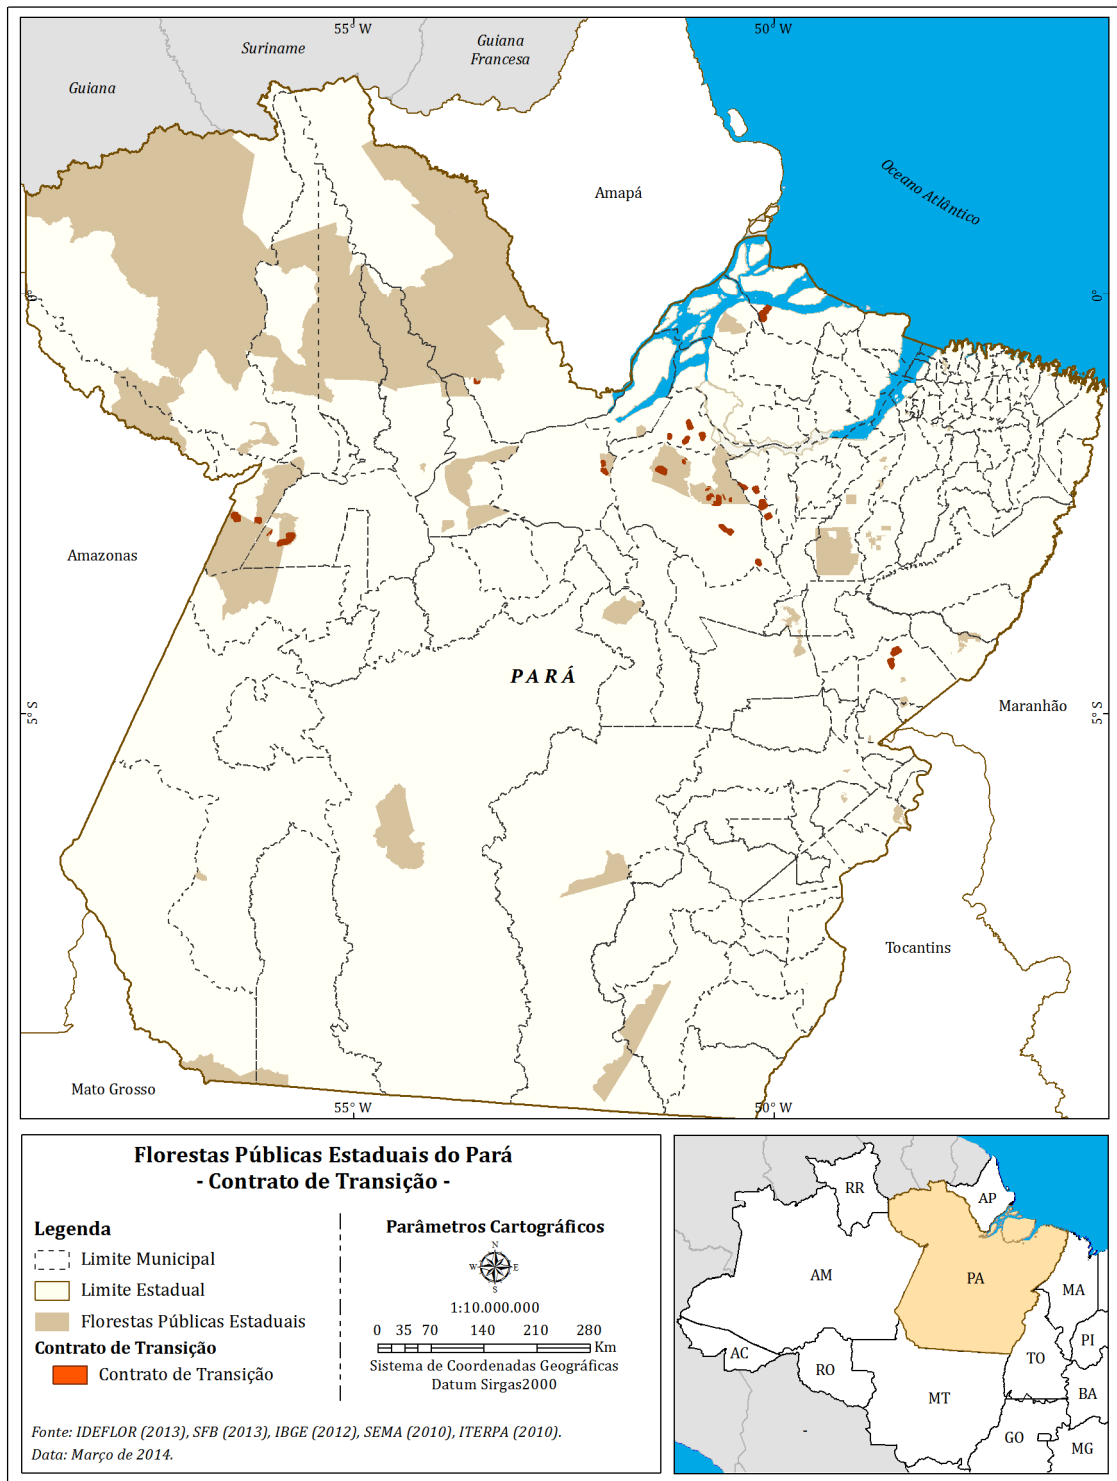 55° W
50° W
Suriname
Guiana
Francesa
Guiana
Amapá
Oceano Atlântico
0°
0°
Amazonas
PARÁ
Maranhão
5° S
5° S
Tocantins
Mato Grosso
55° W
50° W
Florestas Públicas Estaduais do Pará
- Contrato de Transição -
Legenda
Limite Municipal
Limite Estadual
Florestas Públicas Estaduais
Contrato de Transição
Contrato de Transição
Parâmetros Cartográficos
N
W
E
S
1:10.000.000
0 35 70 140 210 280
Km
Sistema de Coordenadas Geográficas
Datum Sirgas2000
Fonte: IDEFLOR (2013), SFB (2013), IBGE (2012), SEMA (2010), ITERPA (2010).
Data: Março de 2014.
RR
AP
AM
PA
MA
PI
AC
RO
TO
MT
BA
GO
MG